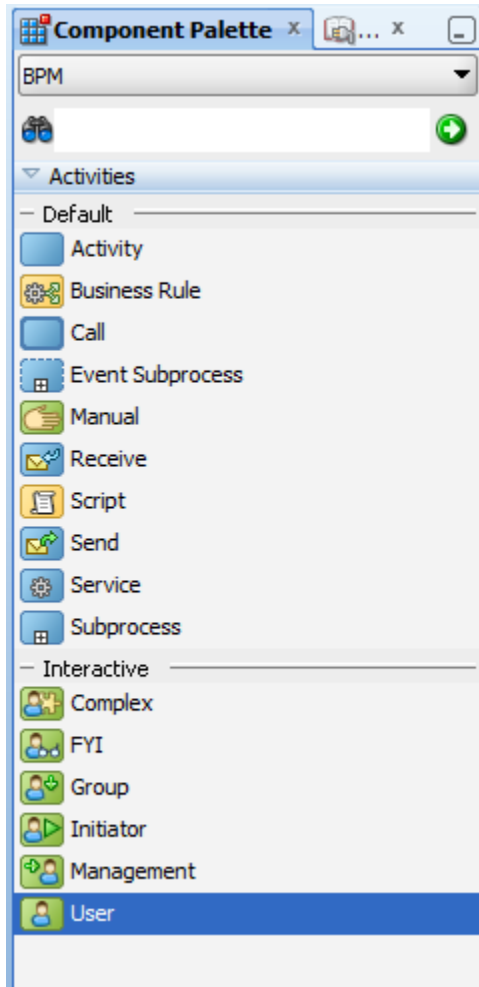 Component Palette x ... x
BPM
Activities
Default
Activity
Business Rule
Call
Event Subprocess
Manual
Receive
Script
Send
Service
Subprocess
Interactive
Complex
FYI
Group
Initiator
Management
User